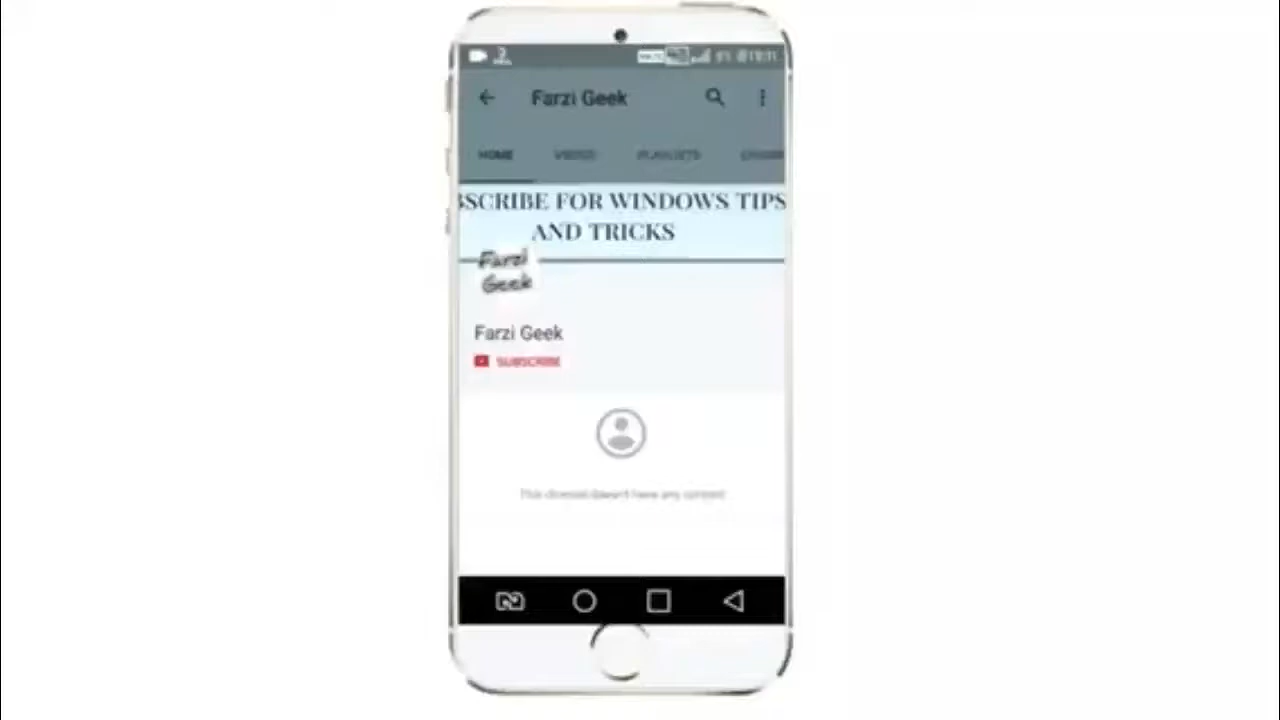 Farzi Geek
HOME VIDEOS PLAYLISTS
BSCRIBE FOR WINDOWS TIPS
AND TRICKS
Farzi
Geek
Farzi Geek
SUBSCRIBE
This channel doesn't have any content